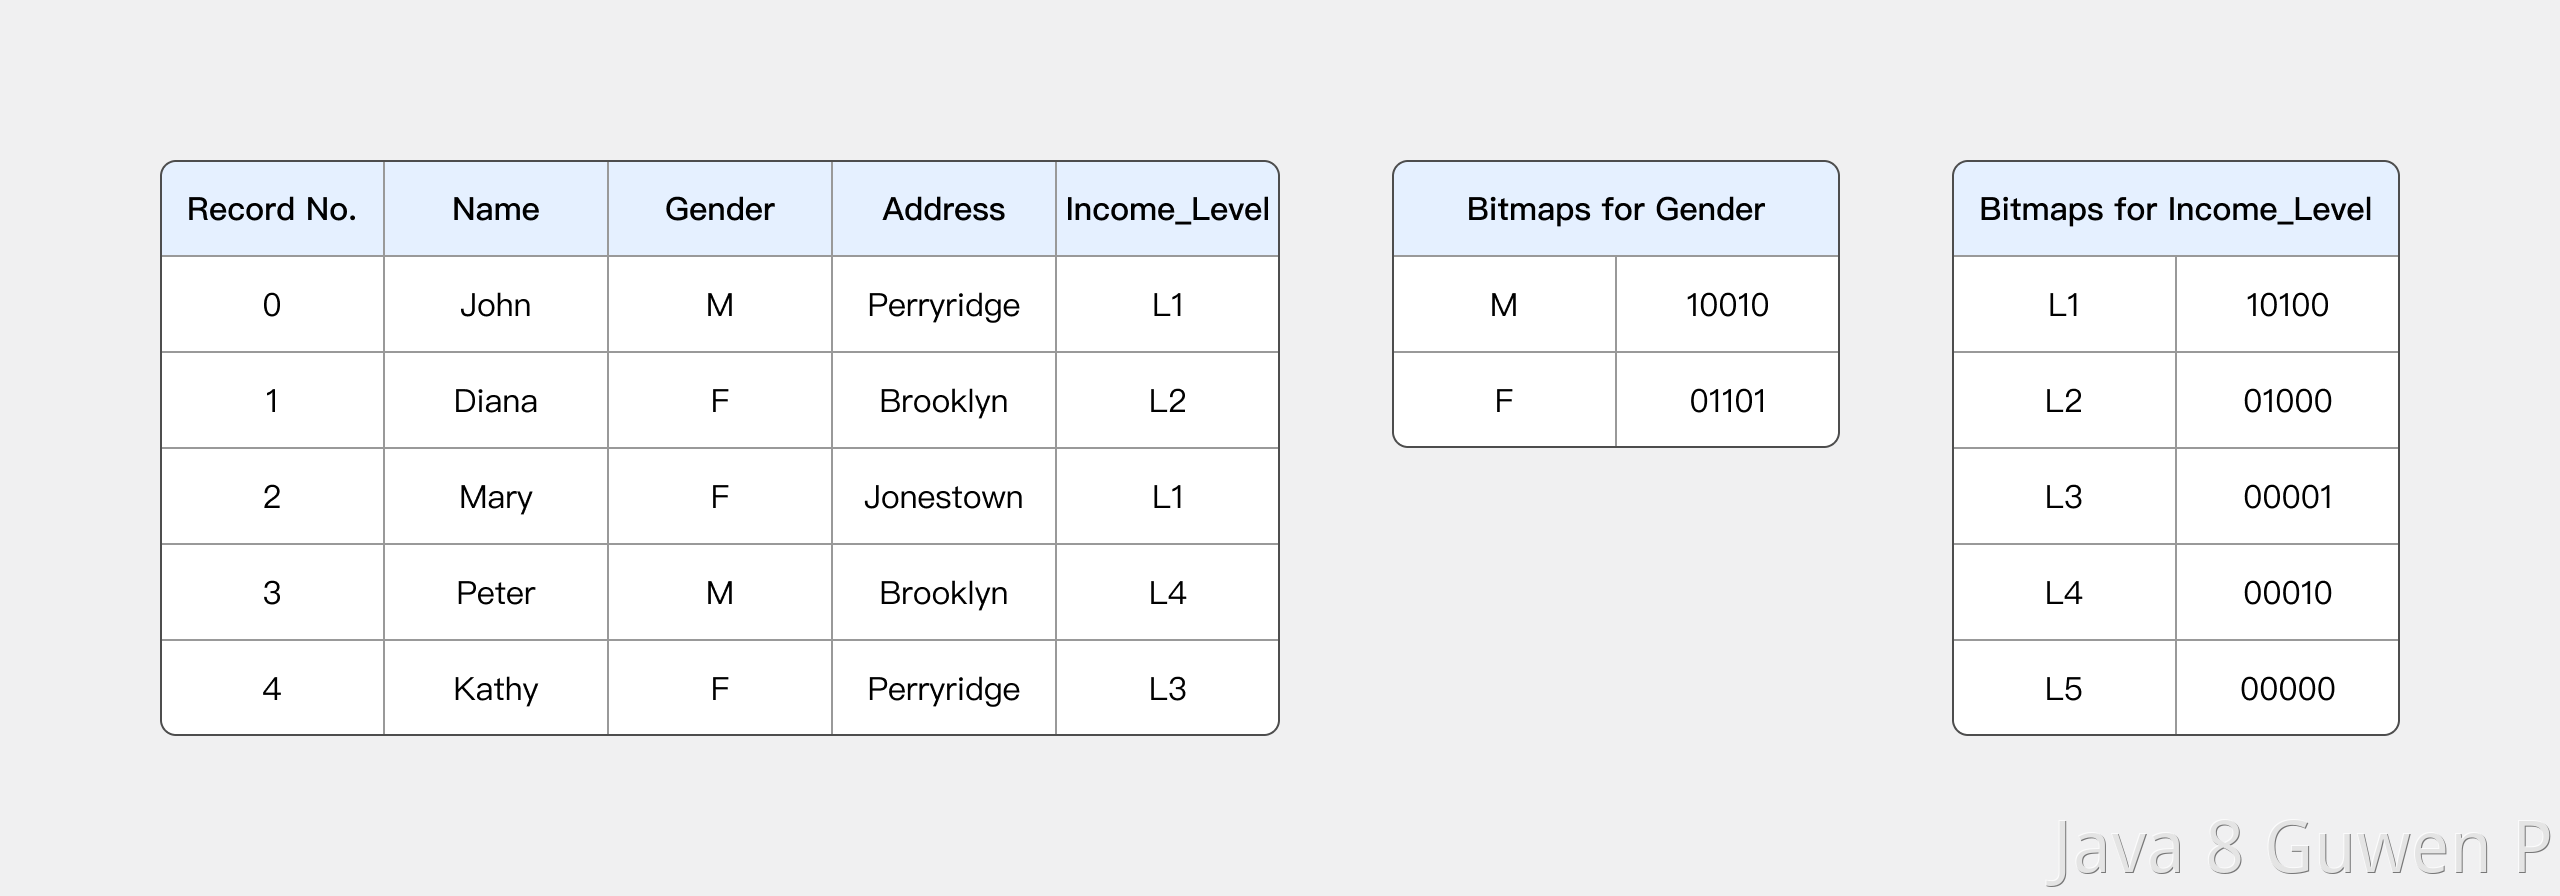 Record No. Name Gender Address Income_Level
0 John M Perryridge L1
1 Diana F Brooklyn L2
2 Mary F Jonestown L1
3 Peter M Brooklyn L4
4 Kathy F Perryridge L3
Bitmaps for Gender
M 10010
F 01101
Bitmaps for Income_Level
L1 10100
L2 01000
L3 00001
L4 00010
L5 00000
Java 8 Guwen P